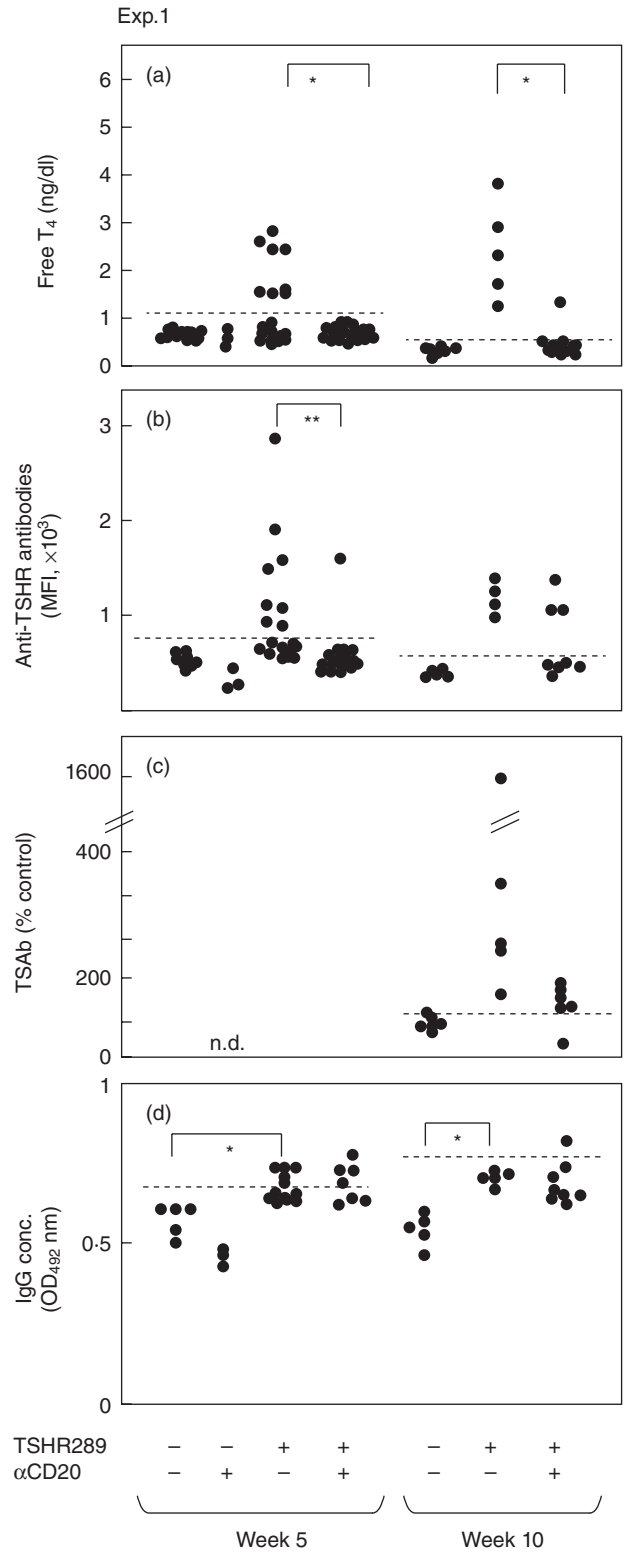 Exp.1
(a)
*
*
6
5
4
3
2
1
0
Free T4 (ng/dl)
(b)
**
3
2
1
Anti-TSHR antibodies
(MFI, ×10³)
(c)
1600
400
200
0
TSAb (% control)
n.d.
(d)
*
*
1
0·5
0
IgG conc.
(OD492 nm)
TSHR289 – – + + – + +
αCD20 – + – + – – +
Week 5 Week 10